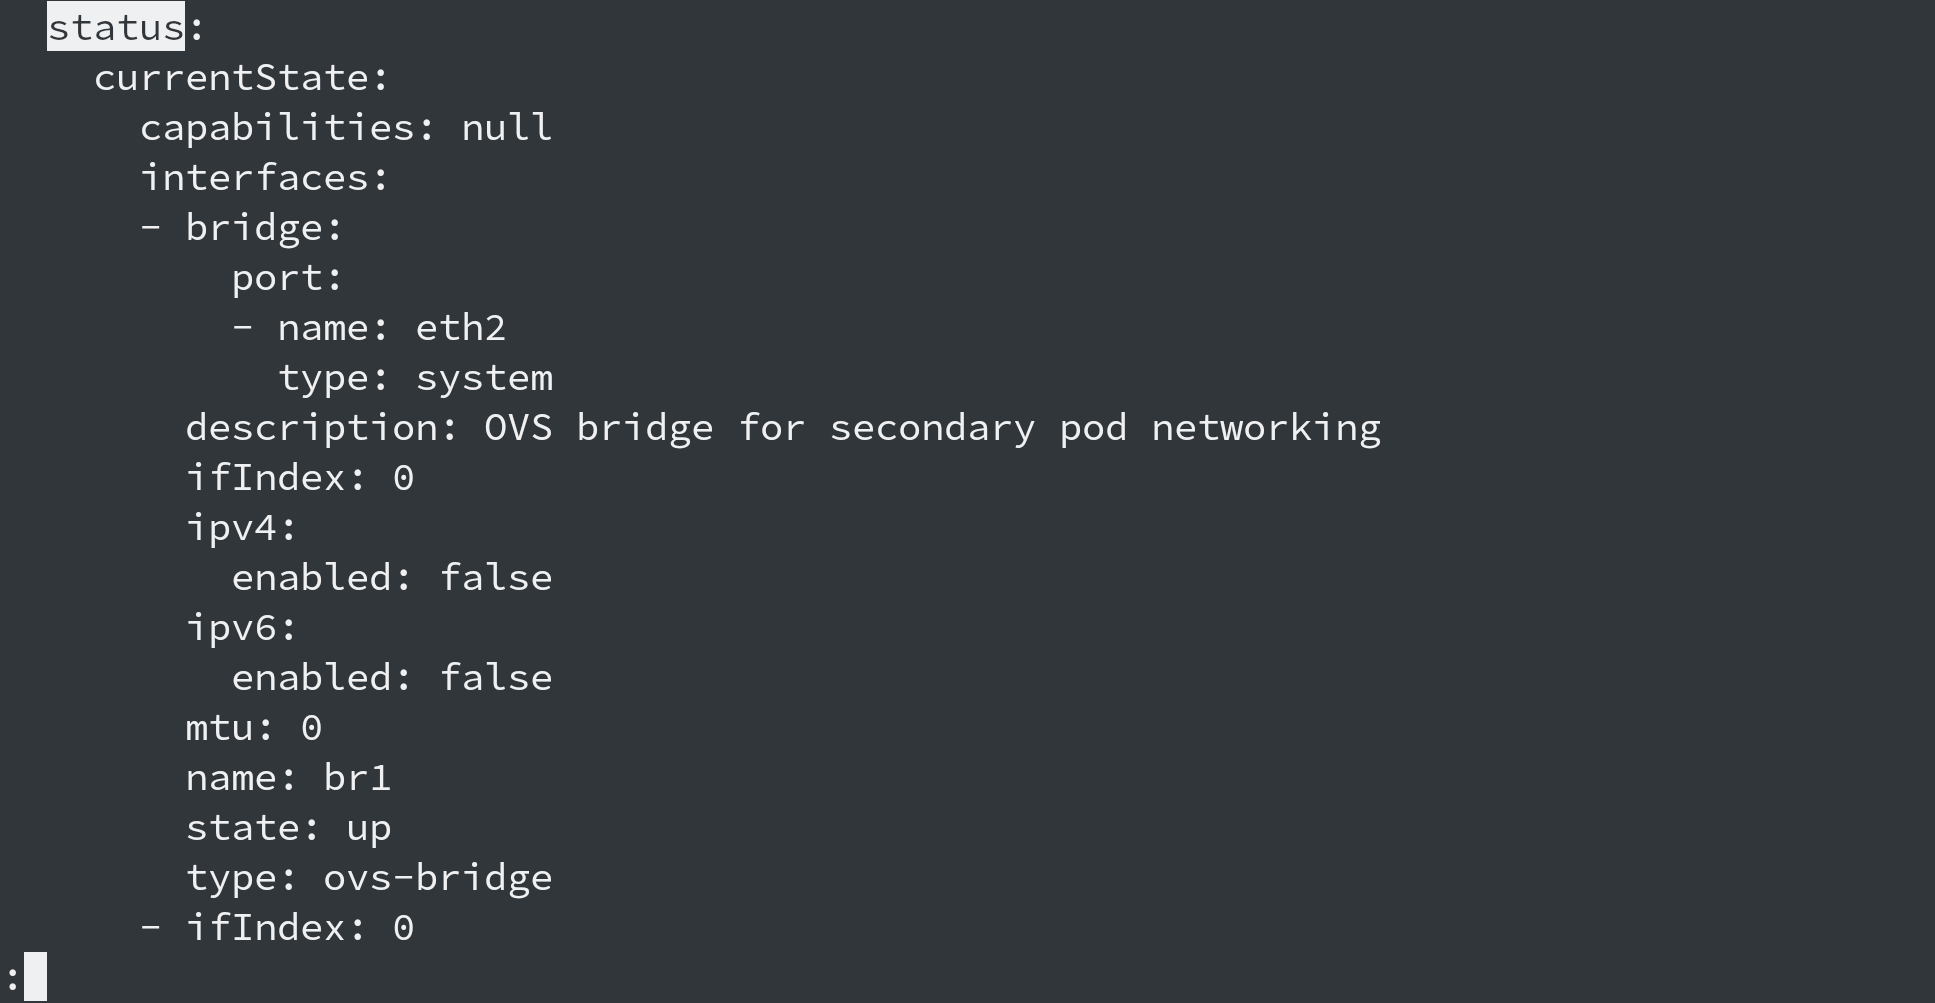 status:
currentState:
capabilities: null
interfaces:
- bridge:
port:
- name: eth2
type: system
description: OVS bridge for secondary pod networking
ifIndex: 0
ipv4:
enabled: false
ipv6:
enabled: false
mtu: 0
name: br1
state: up
type: ovs-bridge
- ifIndex: 0
: